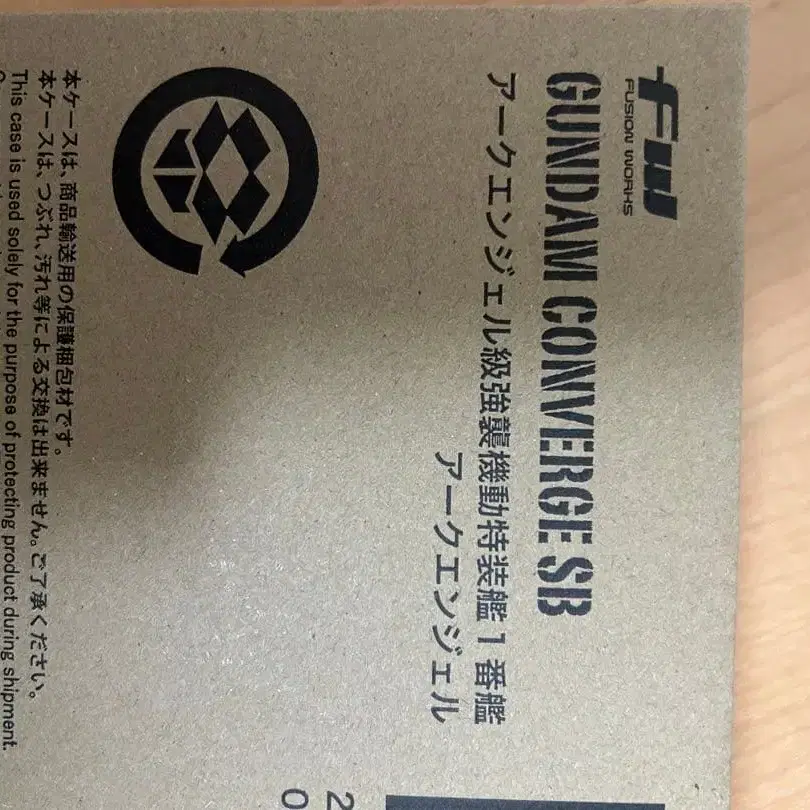 FW
FUSION WORKS
GUNDAM CONVERGE SB
アークエンジェル級強襲機動特装艦1番艦
アークエンジェル
本ケースは、商品輸送用の保護梱包材です。
本ケースは、つぶれ、汚れ等による交換は出来ません。ご了承ください。
This case is used solely for the purpose of protecting product during shipment.
2
0